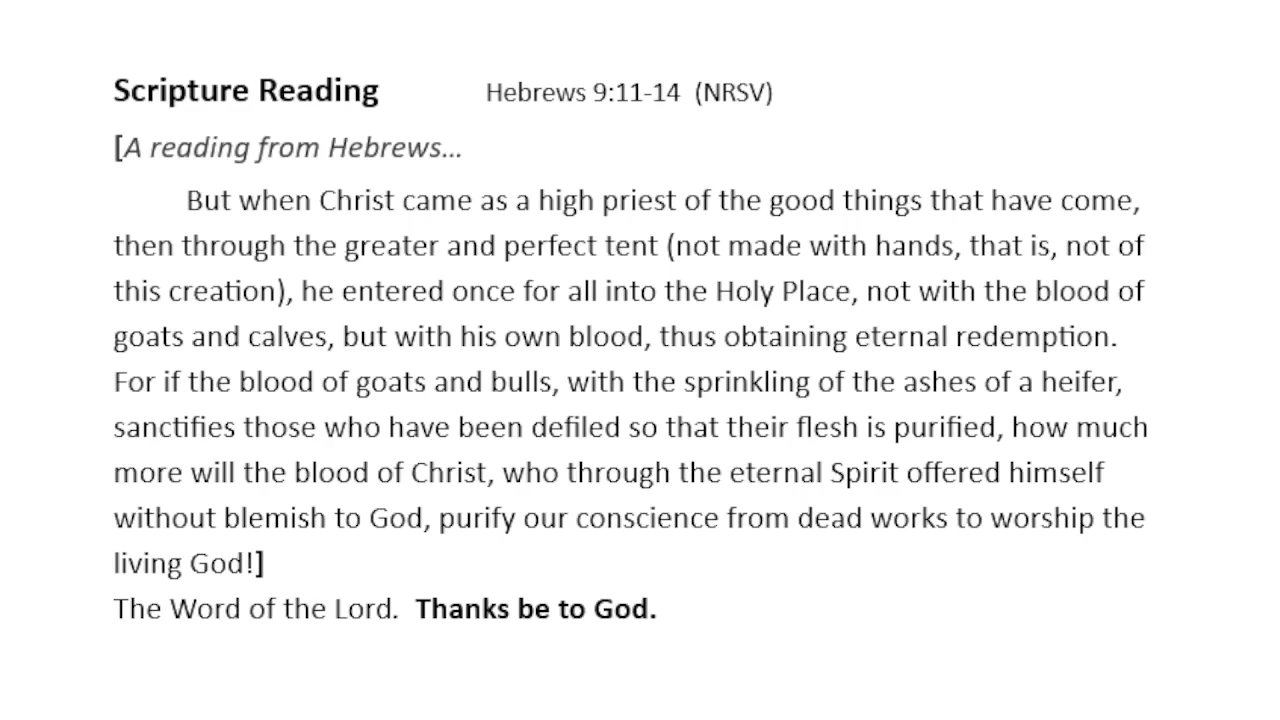 Scripture Reading Hebrews 9:11-14 (NRSV)
[A reading from Hebrews...
But when Christ came as a high priest of the good things that have come,
then through the greater and perfect tent (not made with hands, that is, not of
this creation), he entered once for all into the Holy Place, not with the blood of
goats and calves, but with his own blood, thus obtaining eternal redemption.
For if the blood of goats and bulls, with the sprinkling of the ashes of a heifer,
sanctifies those who have been defiled so that their flesh is purified, how much
more will the blood of Christ, who through the eternal Spirit offered himself
without blemish to God, purify our conscience from dead works to worship the
living God!]
The Word of the Lord. Thanks be to God.